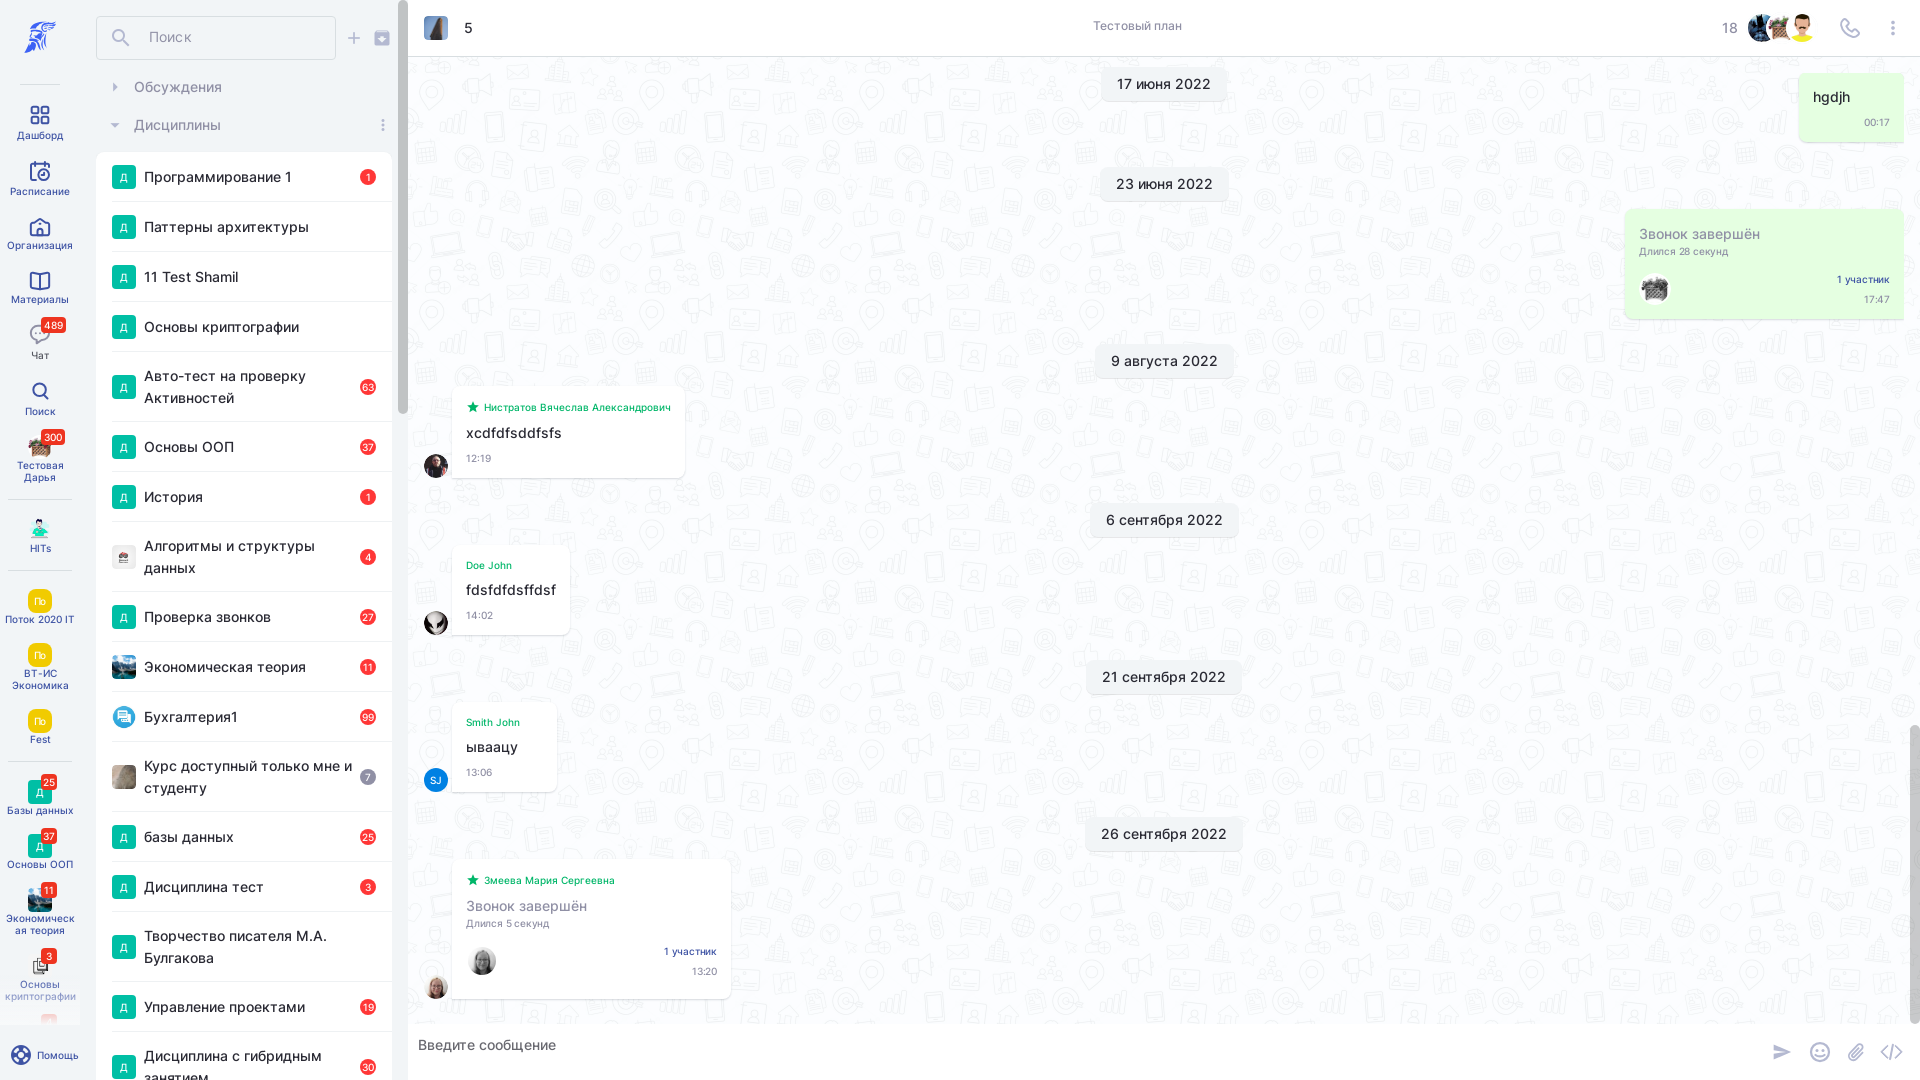 Дашборд
Расписание
Организация
Материалы
489
Чат
Поиск
300
Тестовая
Дарья
HITs
По
Поток 2020 IT
По
ВТ-ИС
Экономика
По
Fest
25
Д
Базы данных
37
Д
Основы ООП
11
Экономическ
ая теория
3
Основы
криптографии
Помощь
Поиск
Обсуждения
Дисциплины
Д Программирование 1 1
Д Паттерны архитектуры
Д 11 Test Shamil
Д Основы криптографии
Авто-тест на проверку
Д Активностей 63
Д Основы ООП 37
Д История 1
Алгоритмы и структуры
данных 4
Д Проверка звонков 27
Экономическая теория 11
Бухгалтерия1 99
Курс доступный только мне и
студенту 7
Д базы данных 25
Д Дисциплина тест 3
Творчество писателя М.А.
Д Булгакова
Д Управление проектами 19
Дисциплина с гибридным
Д занятием 30
5
Тестовый план
18
17 июня 2022
hgdjh
00:17
23 июня 2022
Звонок завершён
Длился 28 секунд
1 участник
17:47
9 августа 2022
Нистратов Вячеслав Александрович
xcdfdfsddfsfs
12:19
6 сентября 2022
Doe John
fdsfdfdsffdsf
14:02
21 сентября 2022
Smith John
ываацу
13:06
SJ
26 сентября 2022
Змеева Мария Сергеевна
Звонок завершён
Длился 5 секунд
1 участник
13:20
Введите сообщение